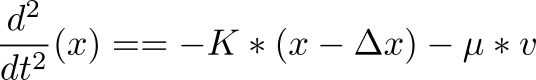 d²/dt² (x) == −K * (x − Δx) − μ * v